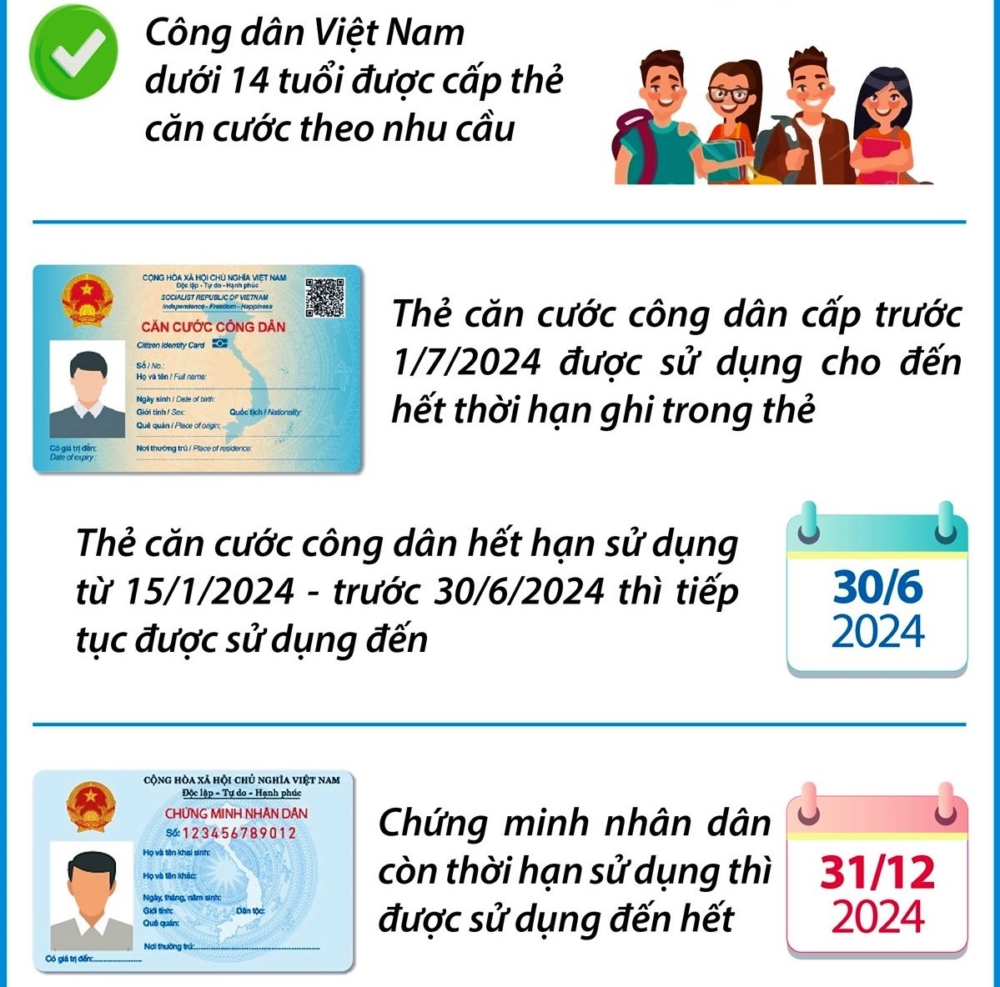 Công dân Việt Nam
dưới 14 tuổi được cấp thẻ
căn cước theo nhu cầu
CỘNG HÒA XÃ HỘI CHỦ NGHĨA VIỆT NAM
Độc lập - Tự do - Hạnh phúc
SOCIALIST REPUBLIC OF VIETNAM
Independence - Freedom - Happiness
CĂN CƯỚC CÔNG DÂN
Citizen Identity Card
Số / No.:
Họ và tên / Full name:
Ngày sinh / Date of birth:
Giới tính / Sex: Quốc tịch / Nationality:
Quê quán / Place of origin:
Có giá trị đến:
Date of expiry:
Nơi thường trú / Place of residence:
Thẻ căn cước công dân cấp trước
1/7/2024 được sử dụng cho đến
hết thời hạn ghi trong thẻ
Thẻ căn cước công dân hết hạn sử dụng
từ 15/1/2024 - trước 30/6/2024 thì tiếp
tục được sử dụng đến
30/6
2024
CỘNG HÒA XÃ HỘI CHỦ NGHĨA VIỆT NAM
Độc lập - Tự do - Hạnh phúc
CHỨNG MINH NHÂN DÂN
Số: 123456789012
Họ và tên khai sinh:
Họ và tên khác:
Ngày, tháng, năm sinh:
Giới tính: Dân tộc:
Quê quán:
Nơi thường trú:
Có giá trị đến:
Chứng minh nhân dân
còn thời hạn sử dụng thì
được sử dụng đến hết
31/12
2024